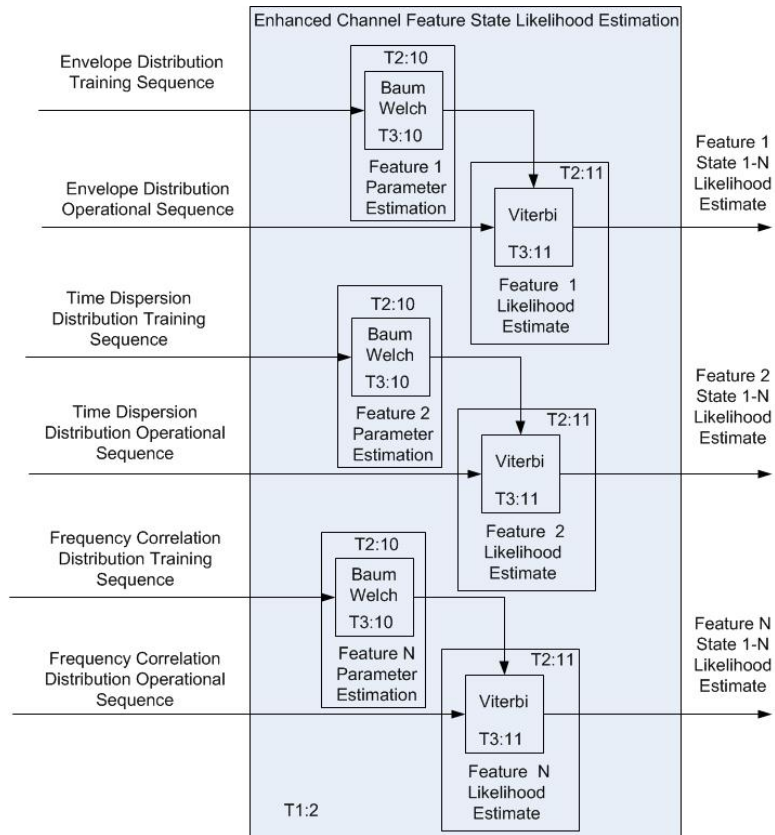 Enhanced Channel Feature State Likelihood Estimation
Envelope Distribution
Training Sequence
T2:10
Baum
Welch
T3:10
Feature 1
Parameter
Estimation
Envelope Distribution
Operational Sequence
T2:11
Viterbi
T3:11
Feature 1
Likelihood
Estimate
Feature 1
State 1-N
Likelihood
Estimate
Time Dispersion
Distribution Training
Sequence
T2:10
Baum
Welch
T3:10
Feature 2
Parameter
Estimation
Time Dispersion
Distribution Operational
Sequence
T2:11
Viterbi
T3:11
Feature 2
Likelihood
Estimate
Feature 2
State 1-N
Likelihood
Estimate
Frequency Correlation
Distribution Training
Sequence
T2:10
Baum
Welch
T3:10
Feature N
Parameter
Estimation
Frequency Correlation
Distribution Operational
Sequence
T2:11
Viterbi
T3:11
Feature N
Likelihood
Estimate
Feature N
State 1-N
Likelihood
Estimate
T1:2